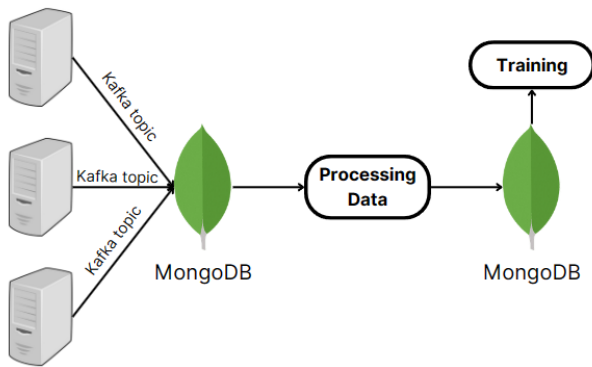 Kafka topic
Training
Kafka topic
Processing
Data
Kafka topic
MongoDB
MongoDB